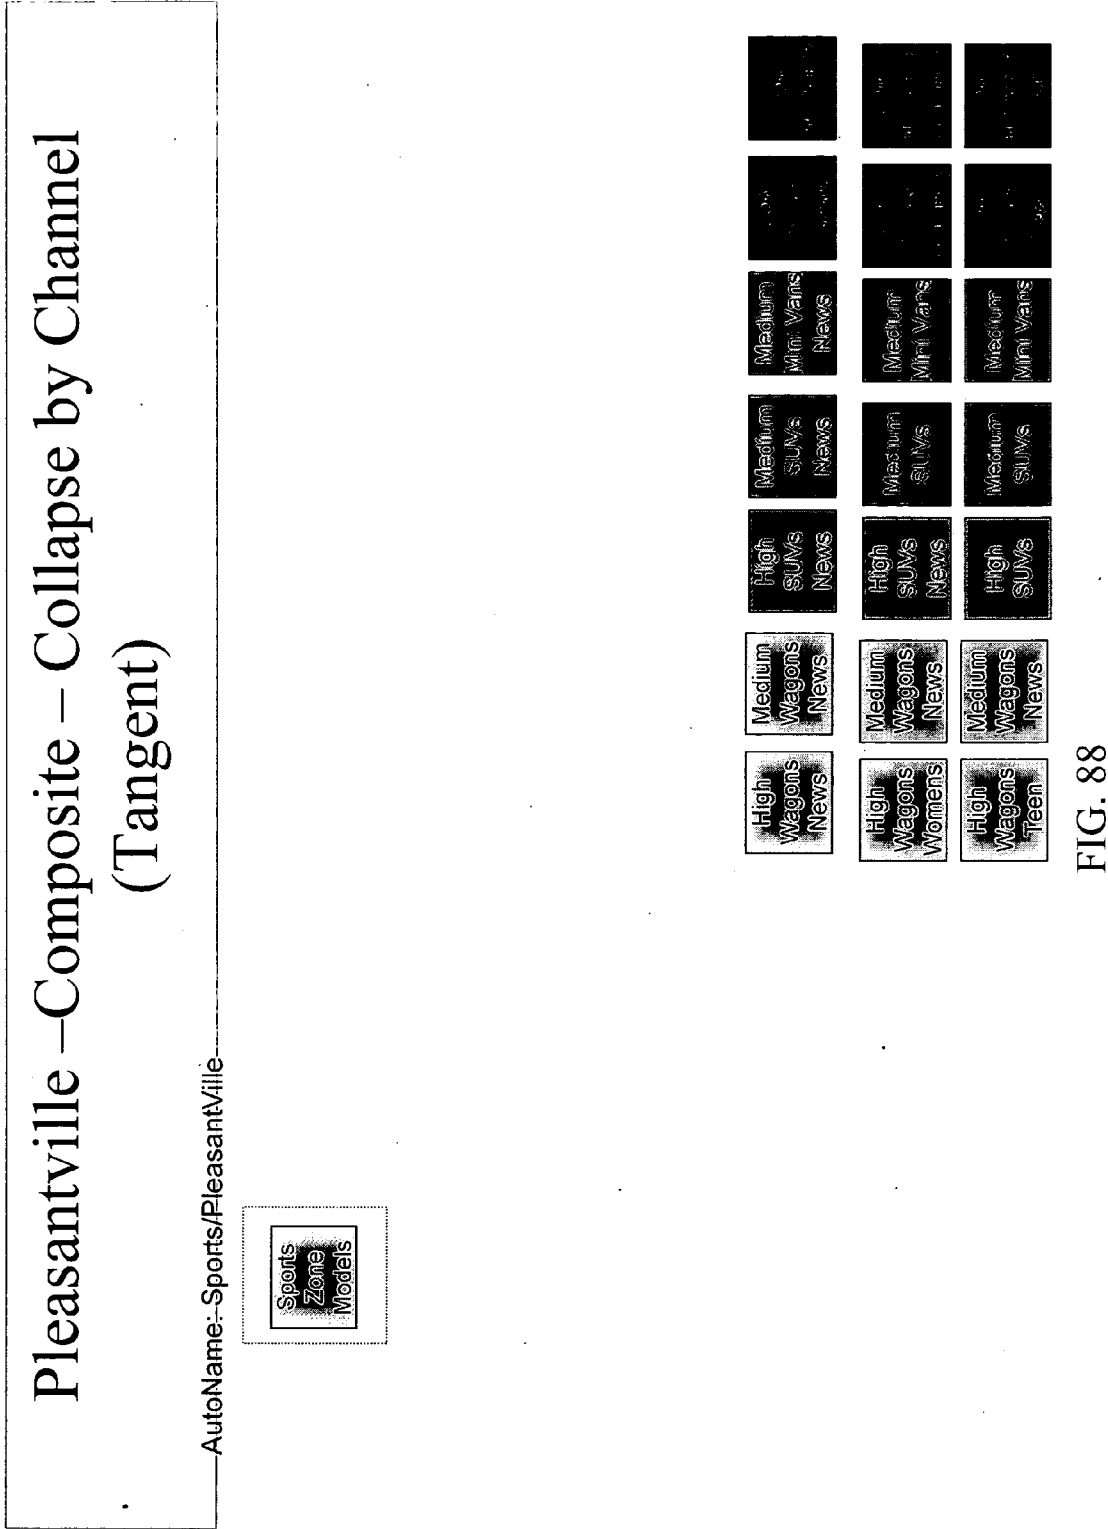 Pleasantville –Composite – Collapse by Channel
(Tangent)
AutoName: Sports/PleasantVille
Sports
Zone
Models
High
Wagons
News
Medium
Wagons
News
High
SUVs
News
Medium
SUVs
News
Medium
Mini Vans
News
High
Wagons
Womens
Medium
Wagons
News
High
SUVs
News
Medium
SUVs
Medium
Mini Vans
High
Wagons
Teen
Medium
Wagons
News
High
SUVs
Medium
SUVs
Medium
Mini Vans
FIG. 88